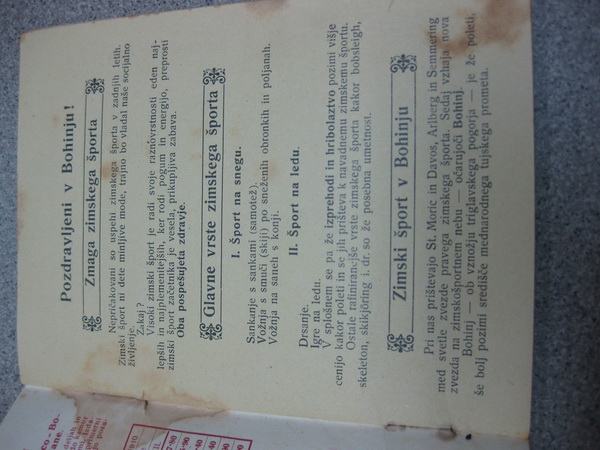 Pozdravljeni v Bohinju!
Zmaga zimskega športa
Nepričakovani so uspehi zimskega športa v zadnjih letih.
Zimski šport ni dete minljive mode, trajno bo vladal naše socijalno
življenje.
Zakaj?
Visoki zimski šport je radi svoje raznovrstnosti eden naj-
lepših in najplemenitejših, ker rodi pogum in energijo, preprosti
zimski šport začetnika je vesela, prikupljiva zabava.
Oba pospešujeta zdravje.
Glavne vrste zimskega športa
I. Šport na snegu.
Sankanje s sankami (samotež).
Vožnja s smuči (skiji) po sneženih obronkih in poljanah.
Vožnja na saneh s konji.
II. Šport na ledu.
Drsanje.
Igre na ledu.
V splošnem se pa že izprehodi in hribolaztvo pozimi višje
cenijo kakor poleti in se jih prišteva k navadnemu zimskemu športu.
Ostale rafiniranejše vrste zimskega športa kakor bobsleigh,
skeleton, skikjöring i. dr. so že posebna umetnost.
Zimski šport v Bohinju
Pri nas prištevajo St. Moric in Davos, Arlberg in Semmering
med svetle zvezde pravega zimskega športa. Sedaj vzhaja nova
zvezda na zimskošportnem nebu — očarujoči Bohinj.
Bohinj — ob vznožju triglavskega pogorja — je že poleti,
še bolj pozimi središče mednarodnega tujskega prometa.